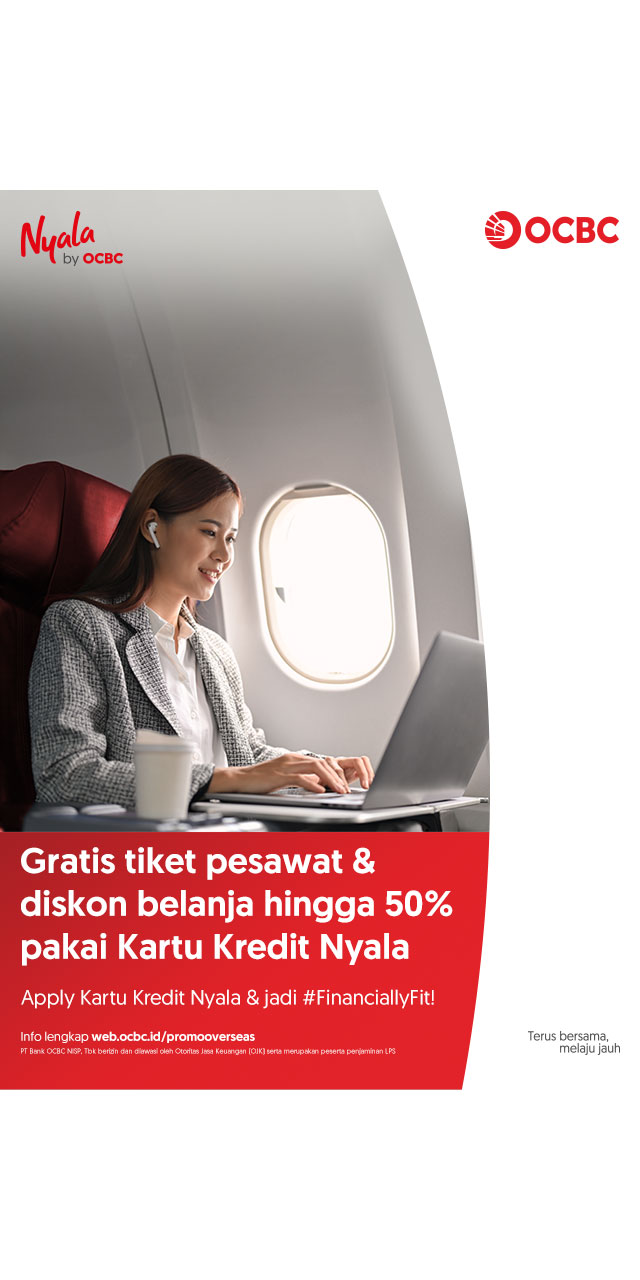 Nyala
by OCBC
OCBC
Gratis tiket pesawat &
diskon belanja hingga 50%
pakai Kartu Kredit Nyala
Apply Kartu Kredit Nyala & jadi #FinanciallyFit!
Info lengkap web.ocbc.id/promooverseas
PT Bank OCBC NISP, Tbk berizin dan diawasi oleh Otoritas Jasa Keuangan (OJK) serta merupakan peserta penjaminan LPS
Terus bersama,
melaju jauh